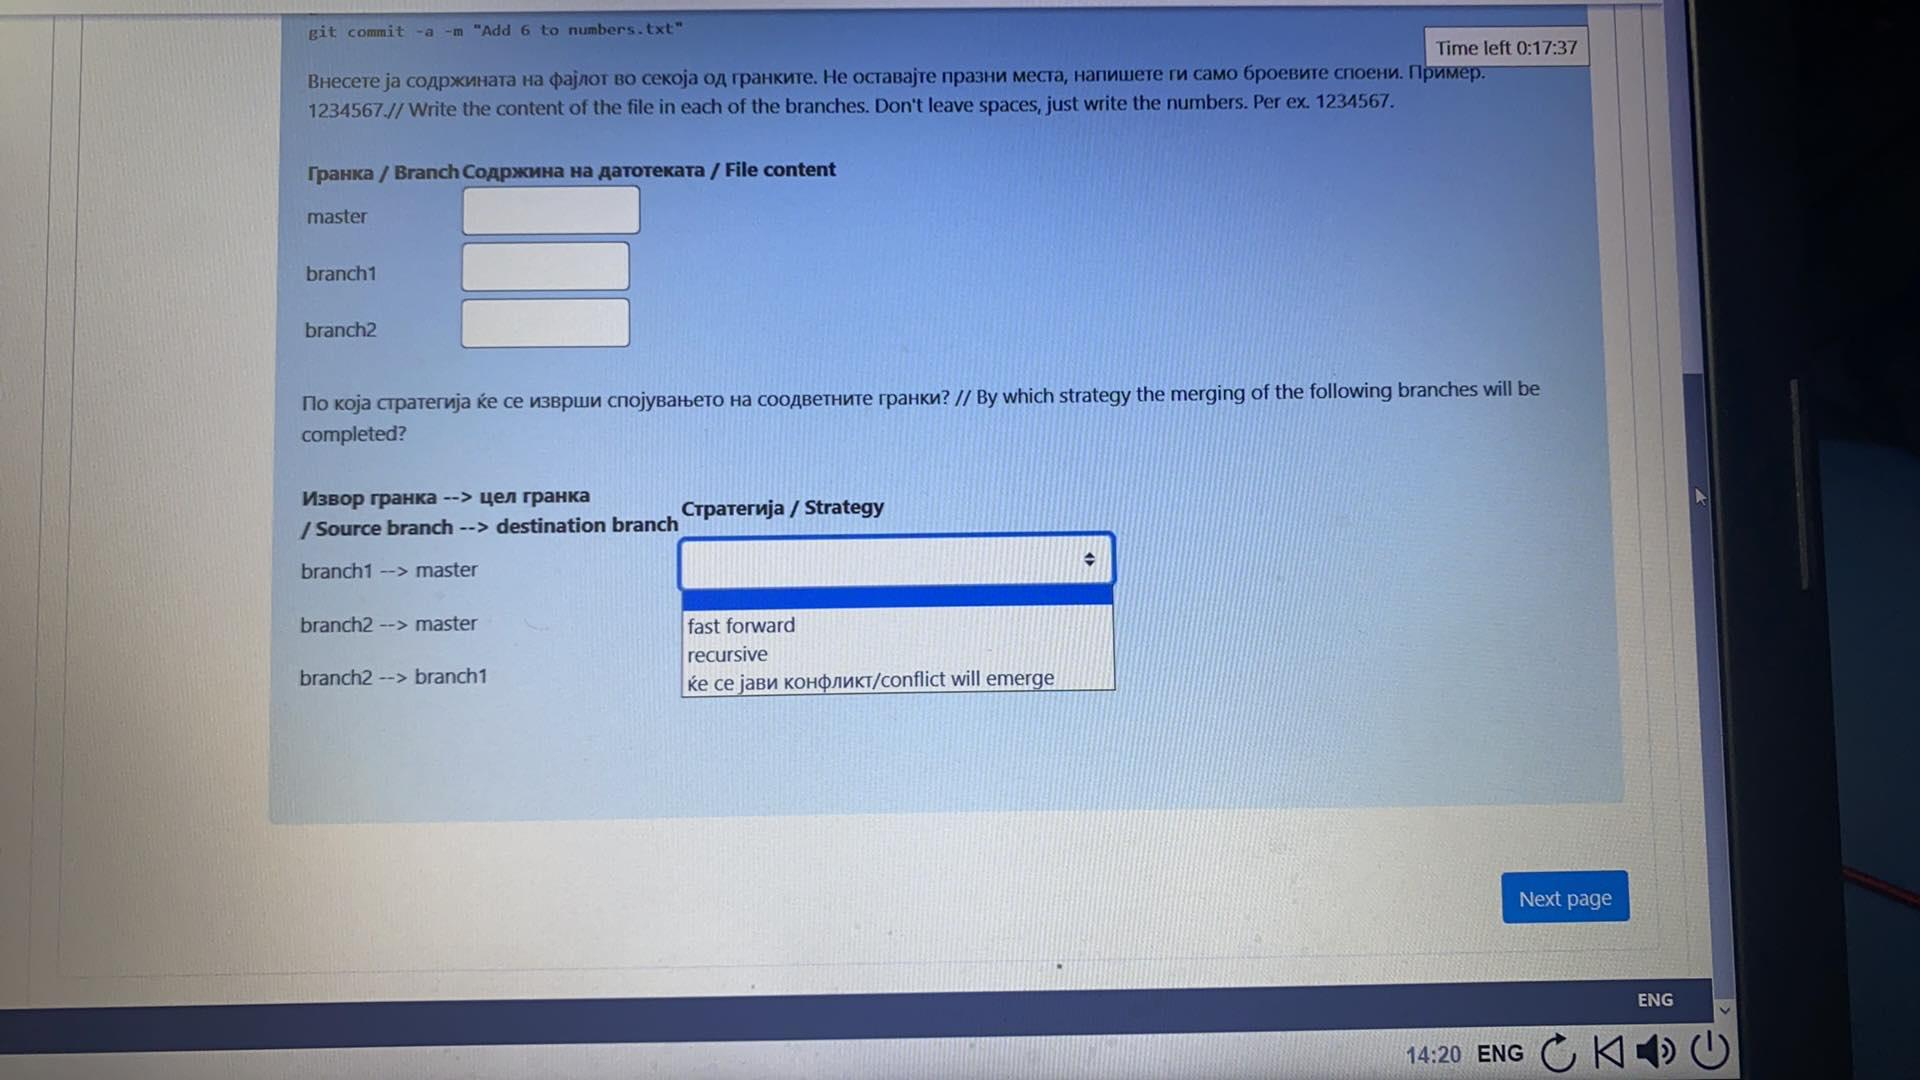 git commit -a -m "Add 6 to numbers.txt"
Time left 0:17:37
Внесете ја содржината на фајлот во секоја од гранките. Не оставајте празни места, напишете ги само броевите споени. Пример.
1234567.// Write the content of the file in each of the branches. Don't leave spaces, just write the numbers. Per ex. 1234567.
Гранка / Branch Содржина на датотеката / File content
master
branch1
branch2
По која стратегија ќе се изврши спојувањето на соодветните гранки? // By which strategy the merging of the following branches will be
completed?
Извор гранка --> цел гранка
/ Source branch --> destination branch
Стратегија / Strategy
branch1 --> master
branch2 --> master
branch2 --> branch1
fast forward
recursive
ќе се јави конфликт/conflict will emerge
Next page
ENG
14:20 ENG